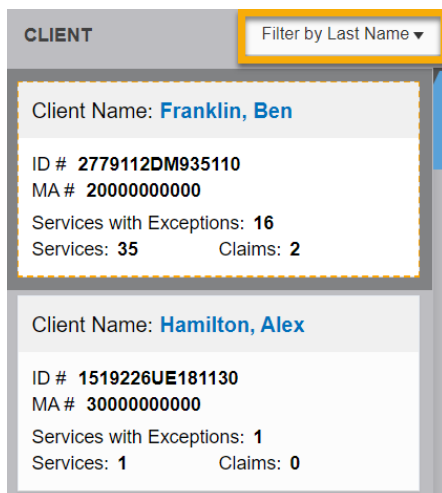 CLIENT
Filter by Last Name ▾
Client Name: Franklin, Ben
ID # 2779112DM935110
MA # 20000000000
Services with Exceptions: 16
Services: 35 Claims: 2
Client Name: Hamilton, Alex
ID # 1519226UE181130
MA # 30000000000
Services with Exceptions: 1
Services: 1 Claims: 0